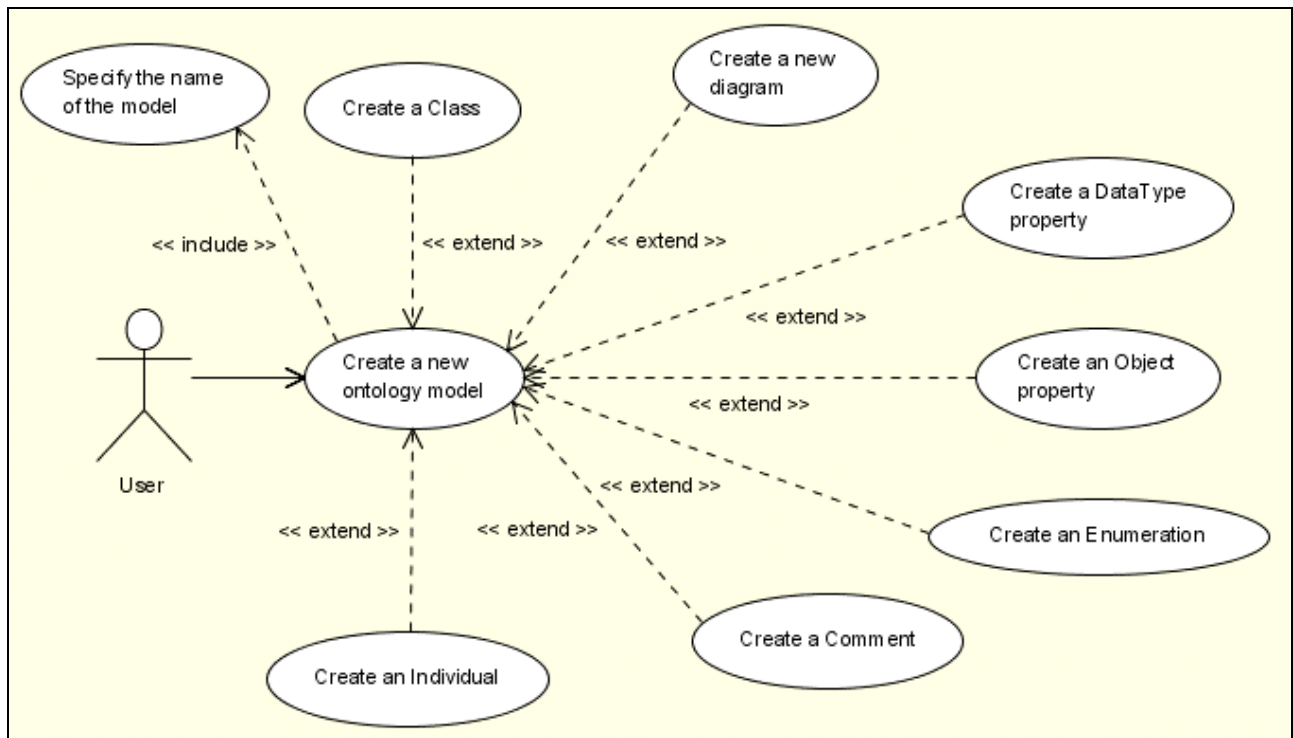 Specify the name
of the model
Create a Class
Create a new
diagram
Create a DataType
property
<< include >>
<< extend >>
<< extend >>
<< extend >>
Create a new
ontology model
Create an Object
property
<< extend >>
User
<< extend >>
<< extend >>
<< extend >>
Create an Enumeration
Create a Comment
Create an Individual